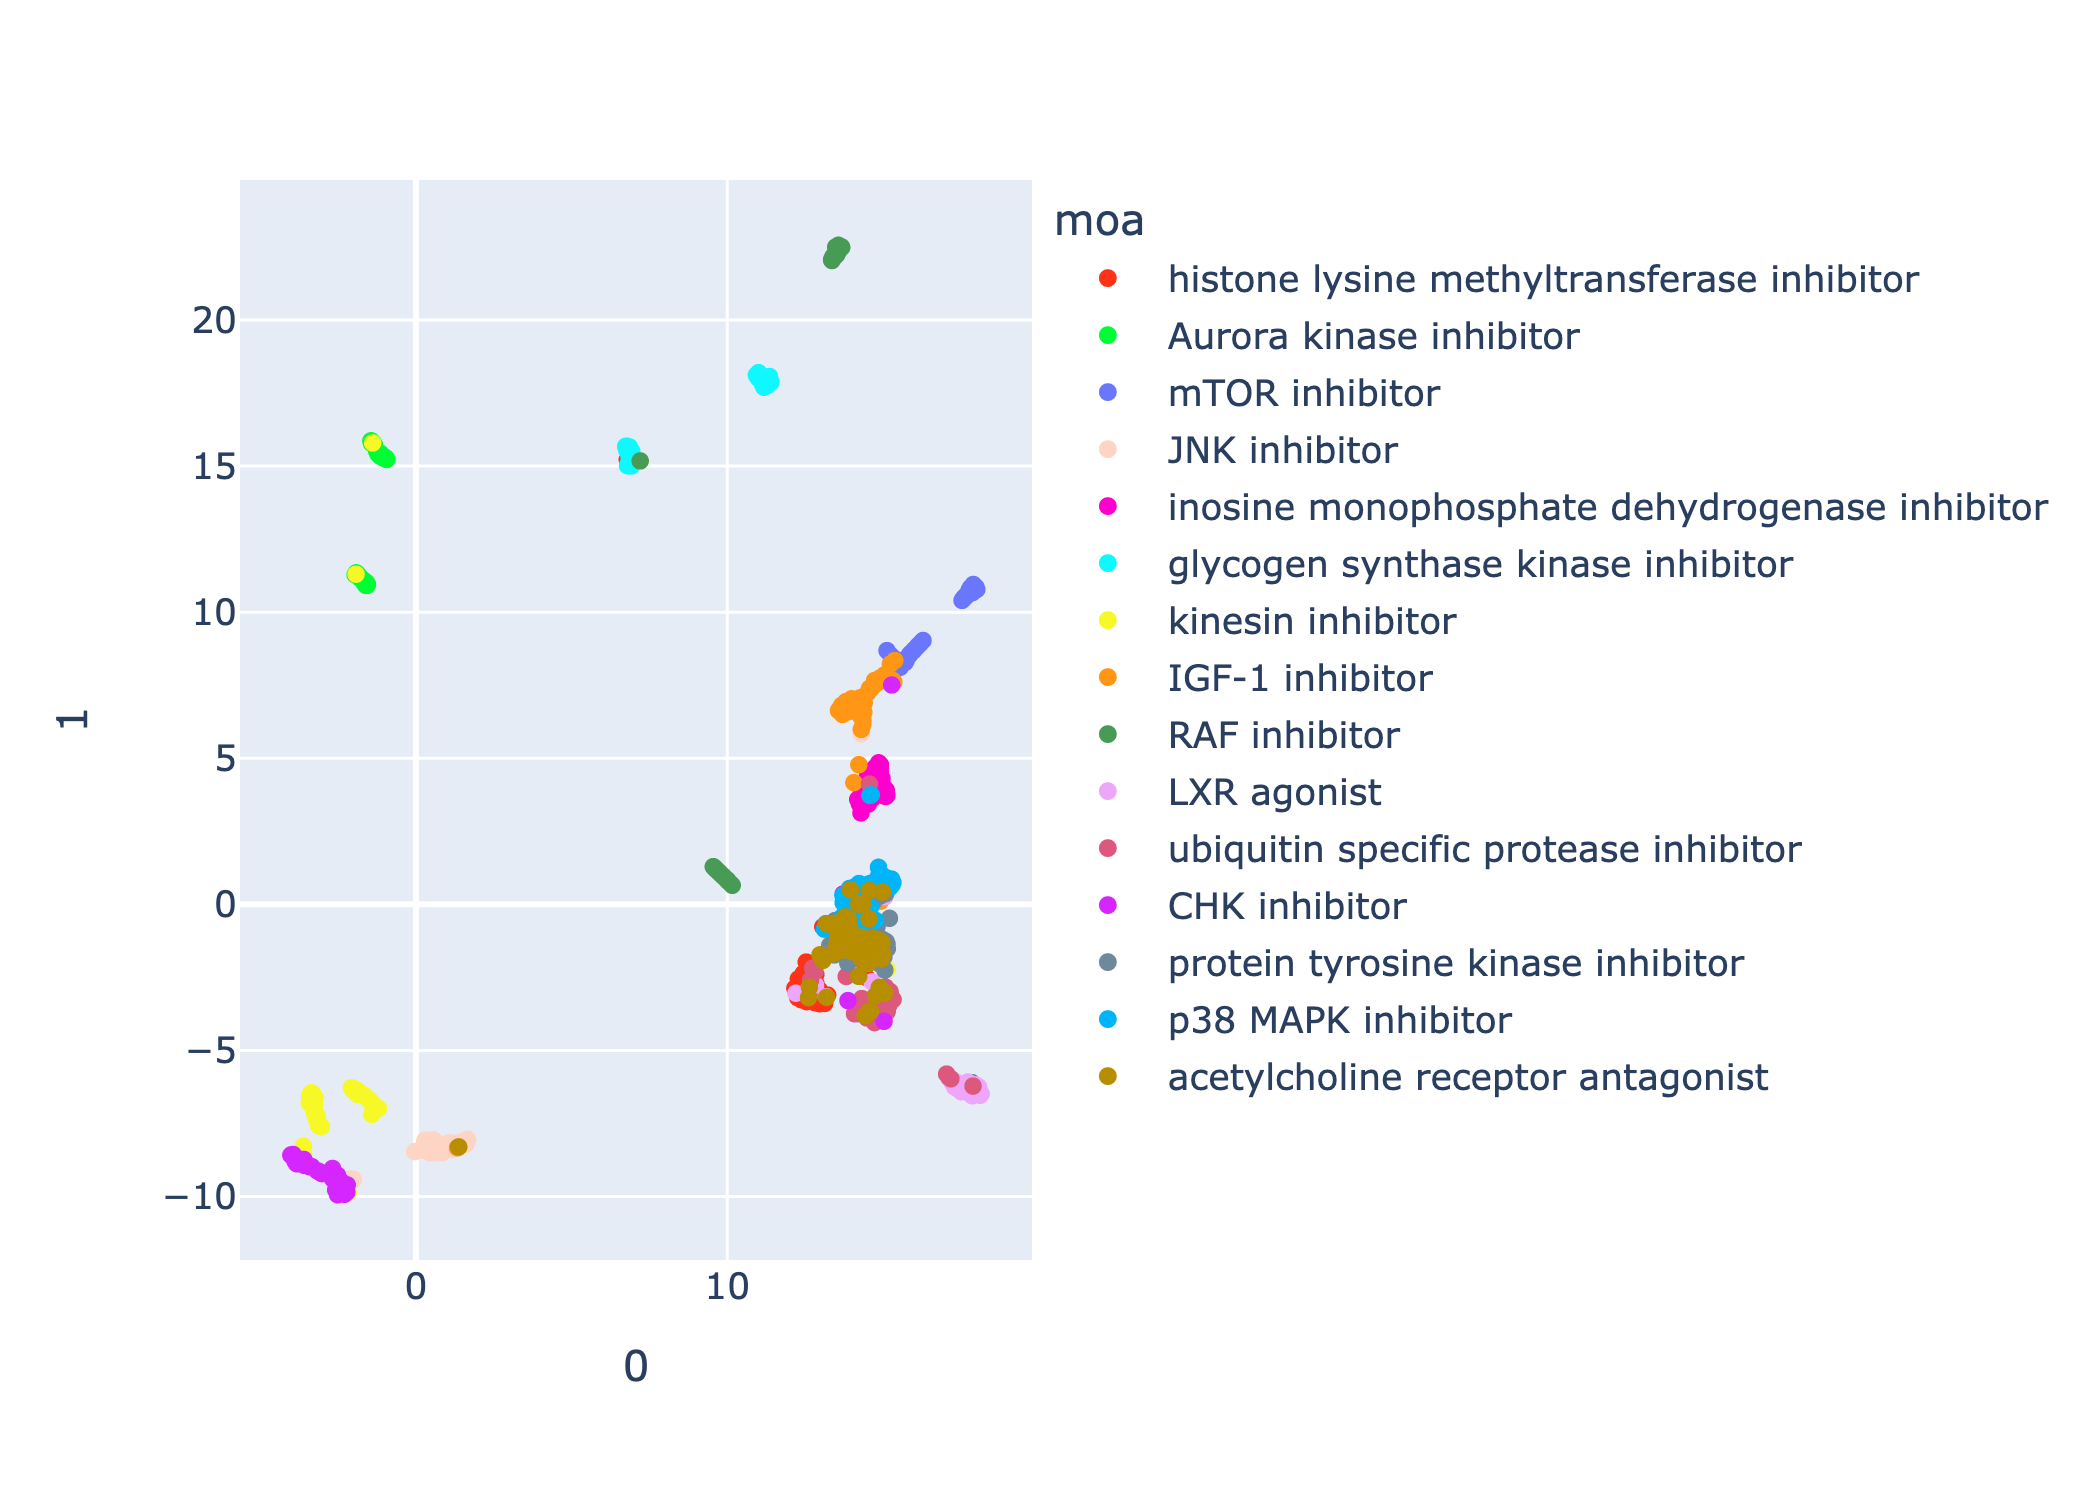 moa
histone lysine methyltransferase inhibitor
Aurora kinase inhibitor
mTOR inhibitor
JNK inhibitor
inosine monophosphate dehydrogenase inhibitor
glycogen synthase kinase inhibitor
kinesin inhibitor
IGF-1 inhibitor
RAF inhibitor
LXR agonist
ubiquitin specific protease inhibitor
CHK inhibitor
protein tyrosine kinase inhibitor
p38 MAPK inhibitor
acetylcholine receptor antagonist
20
15
10
5
0
−5
−10
1
0 10
0